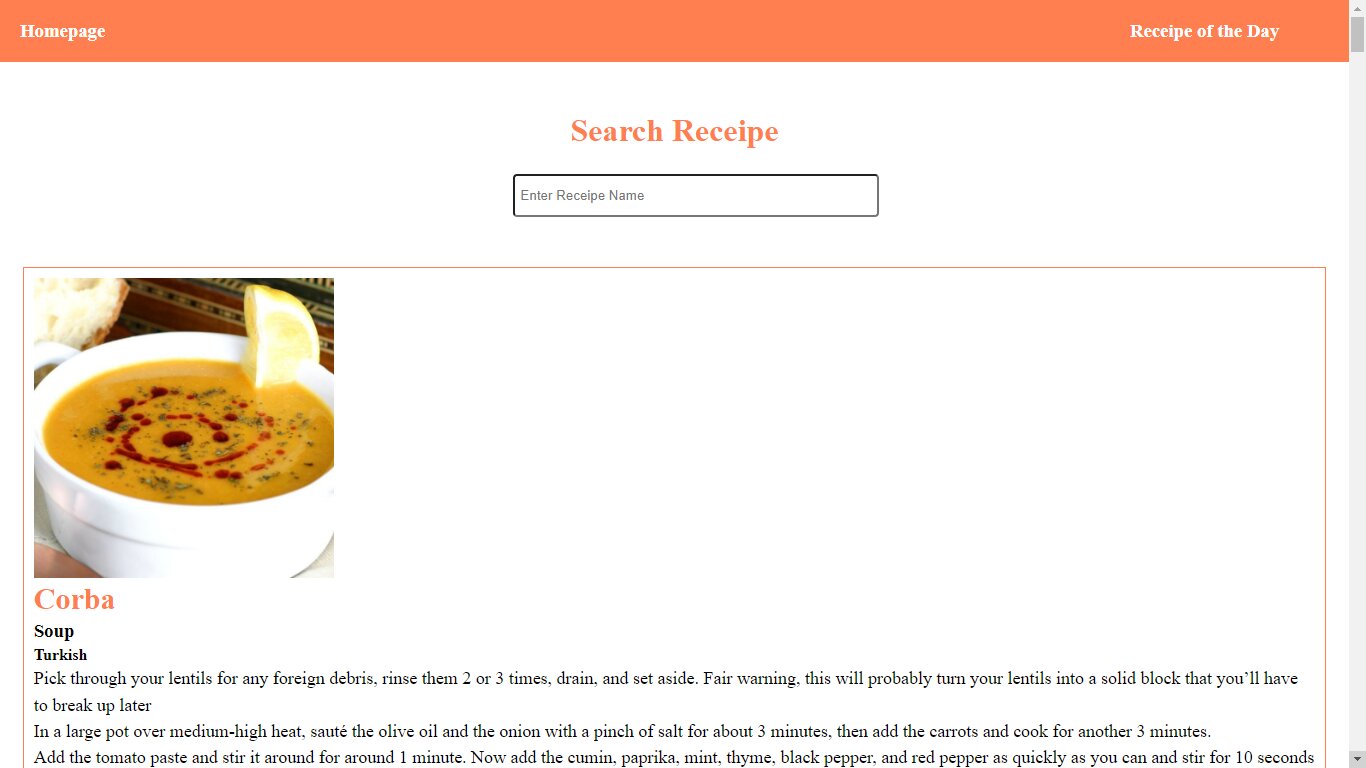 Homepage
Receipe of the Day
Search Receipe
Enter Receipe Name
Corba
Soup
Turkish
Pick through your lentils for any foreign debris, rinse them 2 or 3 times, drain, and set aside. Fair warning, this will probably turn your lentils into a solid block that you’ll have
to break up later
In a large pot over medium-high heat, sauté the olive oil and the onion with a pinch of salt for about 3 minutes, then add the carrots and cook for another 3 minutes.
Add the tomato paste and stir it around for around 1 minute. Now add the cumin, paprika, mint, thyme, black pepper, and red pepper as quickly as you can and stir for 10 seconds